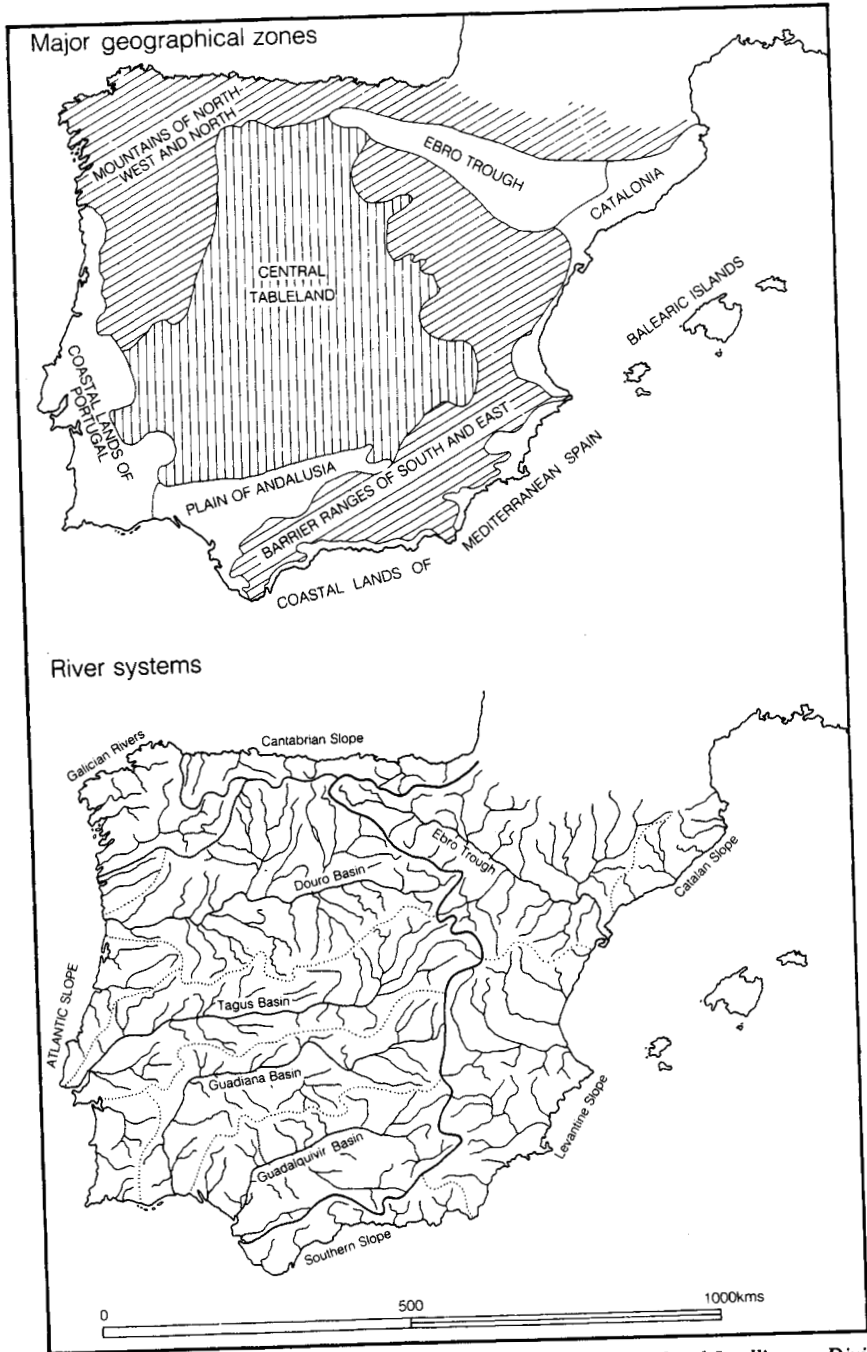 Major geographical zones
MOUNTAINS OF NORTH-
WEST AND NORTH
EBRO TROUGH
CATALONIA
CENTRAL
TABLELAND
BALEARIC ISLANDS
COASTAL LANDS OF
PORTUGAL
PLAIN OF ANDALUSIA
BARRIER RANGES OF SOUTH AND EAST
COASTAL LANDS OF
MEDITERRANEAN SPAIN
River systems
Galician Rivers
Cantabrian Slope
Ebro Trough
Catalan Slope
Douro Basin
ATLANTIC SLOPE
Tagus Basin
Guadiana Basin
Levantine Slope
Guadalquivir Basin
Southern Slope
0
500
1000kms